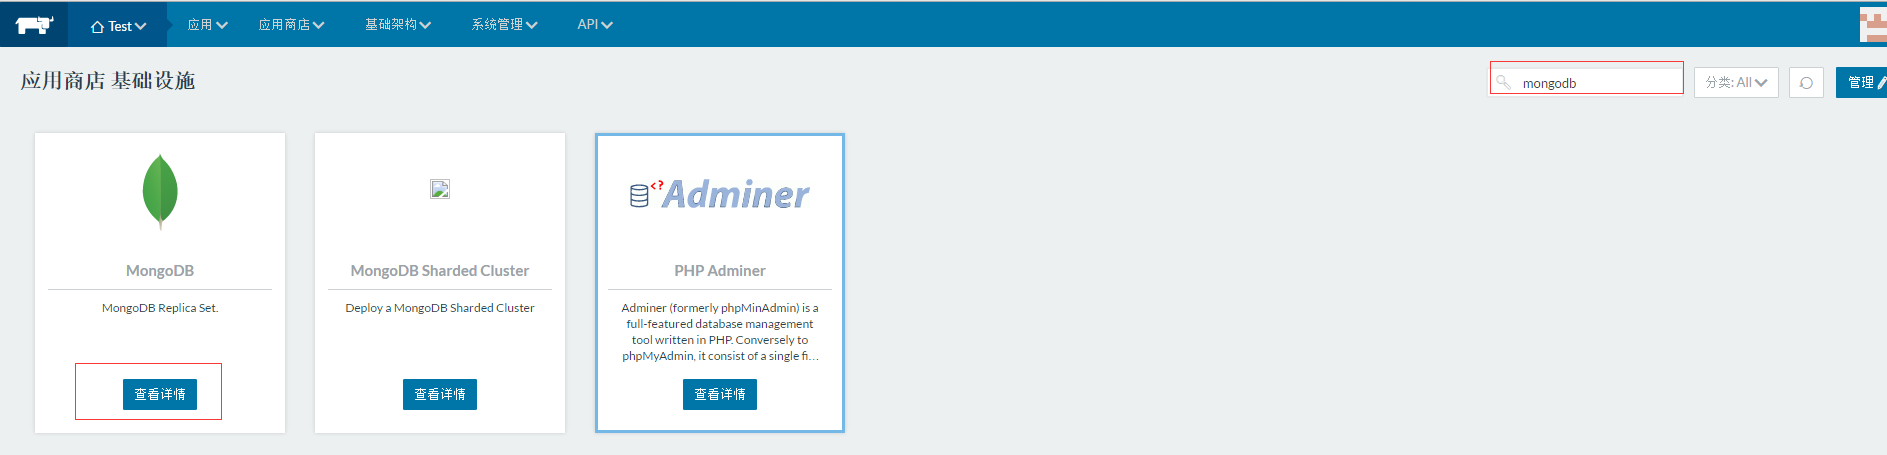 Test 应用 应用商店 基础架构 系统管理 API
应用商店 基础设施
mongodb
分类: All
管理
<?Adminer
MongoDB
MongoDB Replica Set.
查看详情
MongoDB Sharded Cluster
Deploy a MongoDB Sharded Cluster
查看详情
PHP Adminer
Adminer (formerly phpMinAdmin) is a
full-featured database management
tool written in PHP. Conversely to
phpMyAdmin, it consist of a single fi...
查看详情